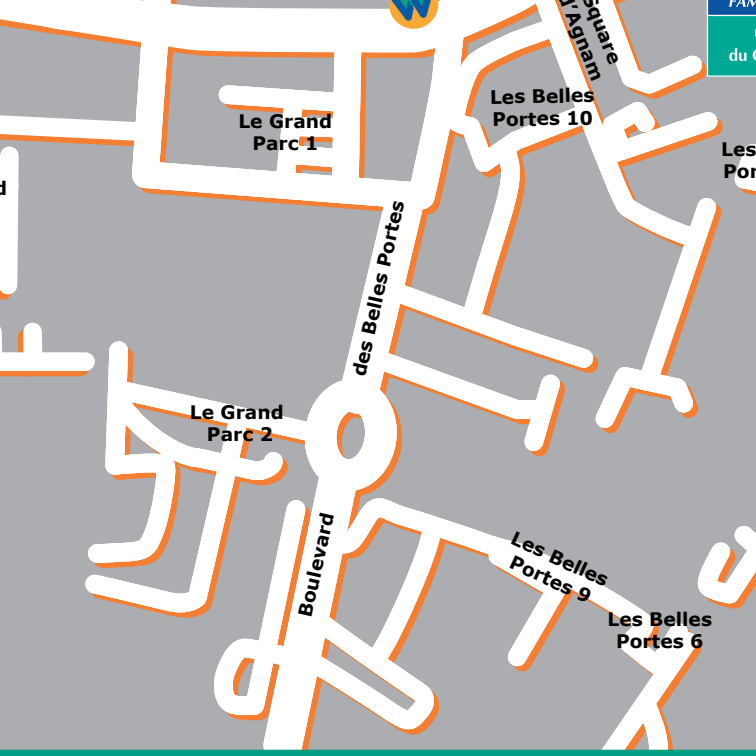 FAM
du C
Square
d'Agnam
Les Belles
Portes 10
Le Grand
Parc 1
Les
Por
d
des Belles Portes
Le Grand
Parc 2
Boulevard
Les Belles
Portes 9
Les Belles
Portes 6